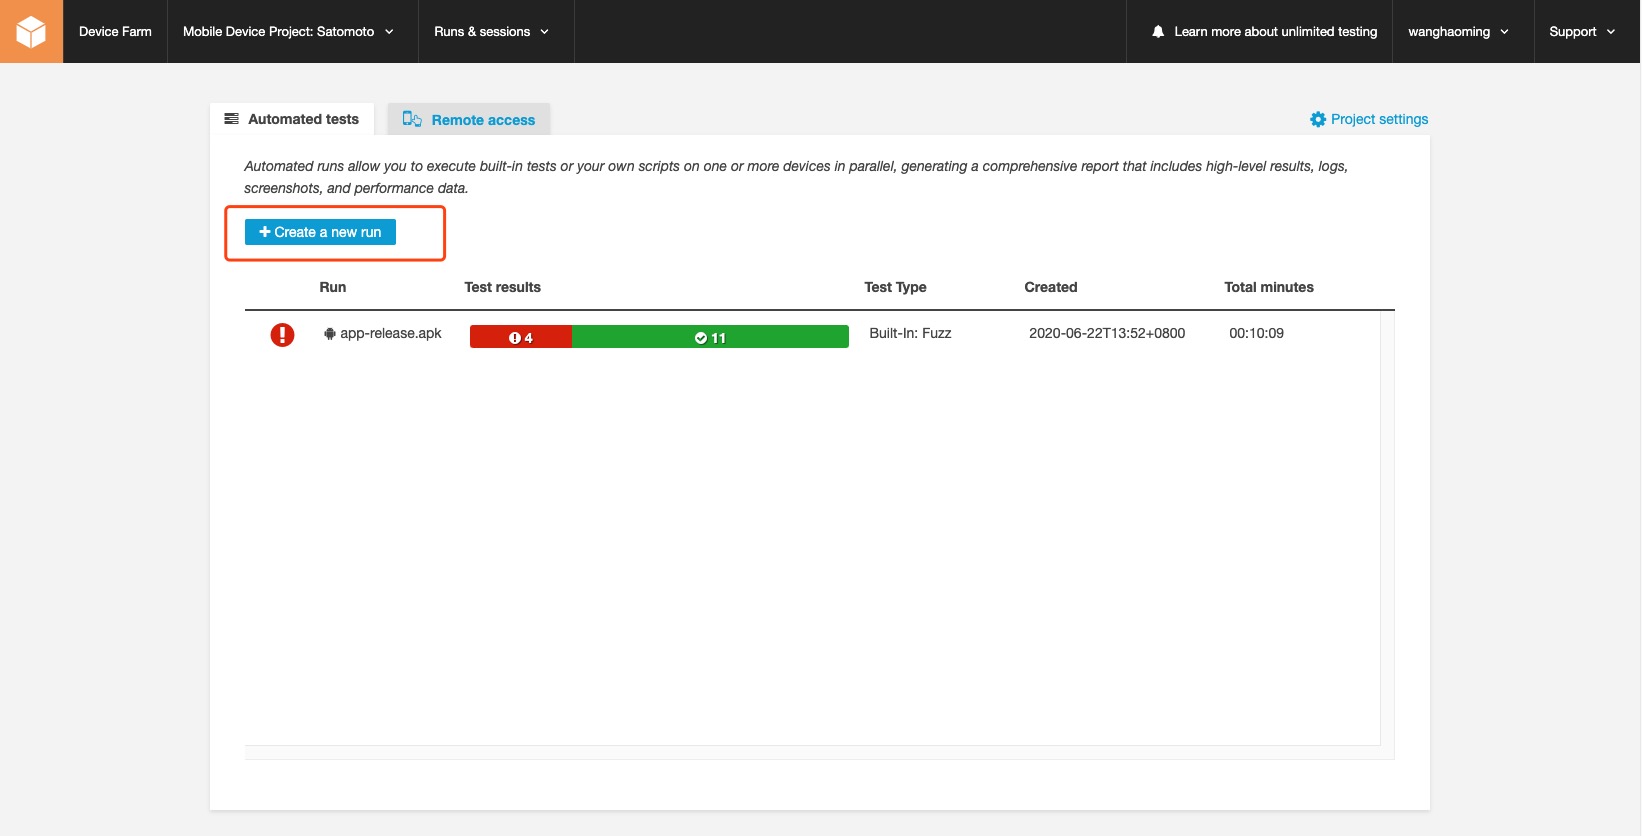 Device Farm
Mobile Device Project: Satomoto
Runs & sessions
Learn more about unlimited testing
wanghaoming
Support
Automated tests
Remote access
Project settings
Automated runs allow you to execute built-in tests or your own scripts on one or more devices in parallel, generating a comprehensive report that includes high-level results, logs,
screenshots, and performance data.
+ Create a new run
Run Test results Test Type Created Total minutes
app-release.apk 4 11 Built-In: Fuzz 2020-06-22T13:52+0800 00:10:09